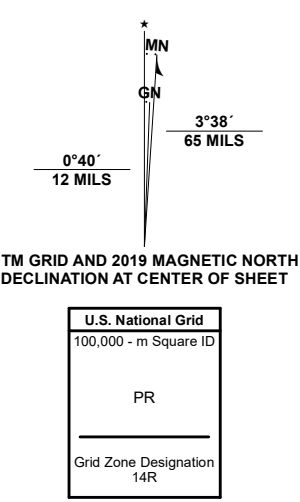 ★
MN
GN
3°38´
65 MILS
0°40´
12 MILS
TM GRID AND 2019 MAGNETIC NORTH
DECLINATION AT CENTER OF SHEET
U.S. National Grid
100,000 - m Square ID
PR
Grid Zone Designation
14R